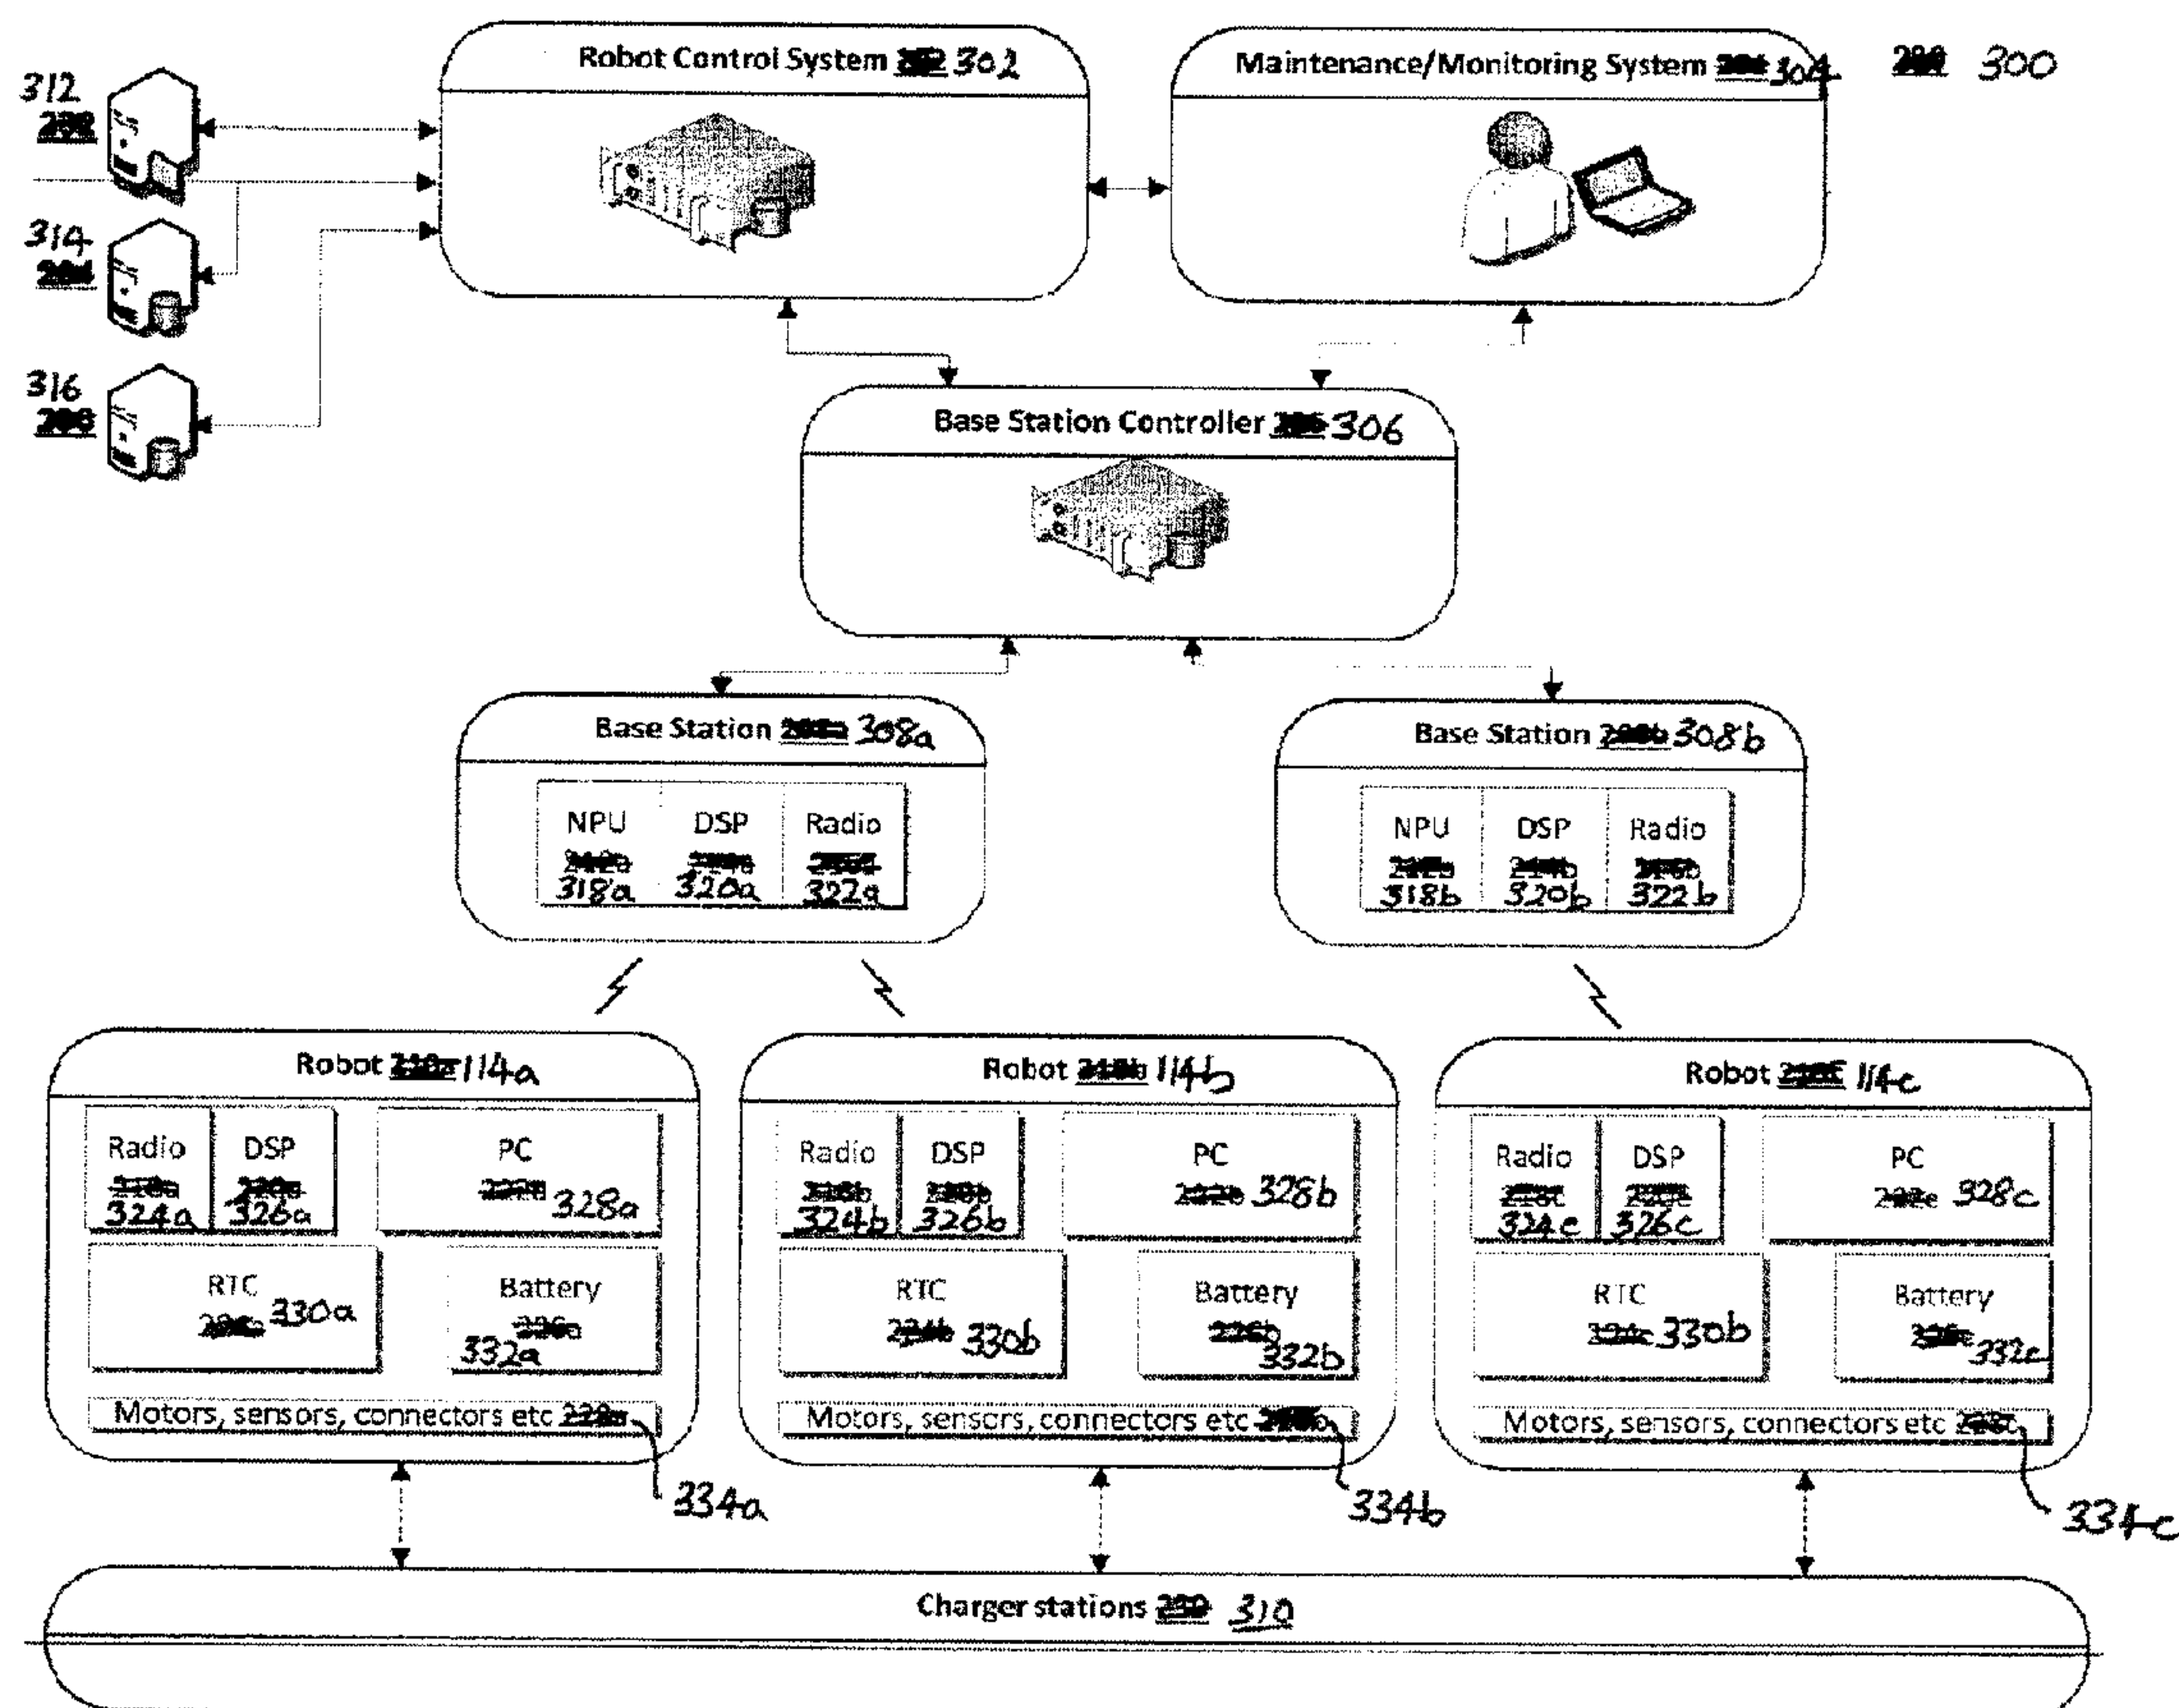 Robot Control System 302
Maintenance/Monitoring System 304
300
312
314
316
Base Station Controller 306
Base Station 308a
NPU
318a
DSP
320a
Radio
322a
Base Station 308b
NPU
318b
DSP
320b
Radio
322b
Robot 114a
Radio
324a
DSP
326a
PC
328a
RTC
330a
Battery
332a
Motors, sensors, connectors etc
334a
Robot 114b
Radio
324b
DSP
326b
PC
328b
RTC
330b
Battery
332b
Motors, sensors, connectors etc
334b
Robot 114c
Radio
324c
DSP
326c
PC
328c
RTC
330b
Battery
332c
Motors, sensors, connectors etc
334c
Charger stations 310